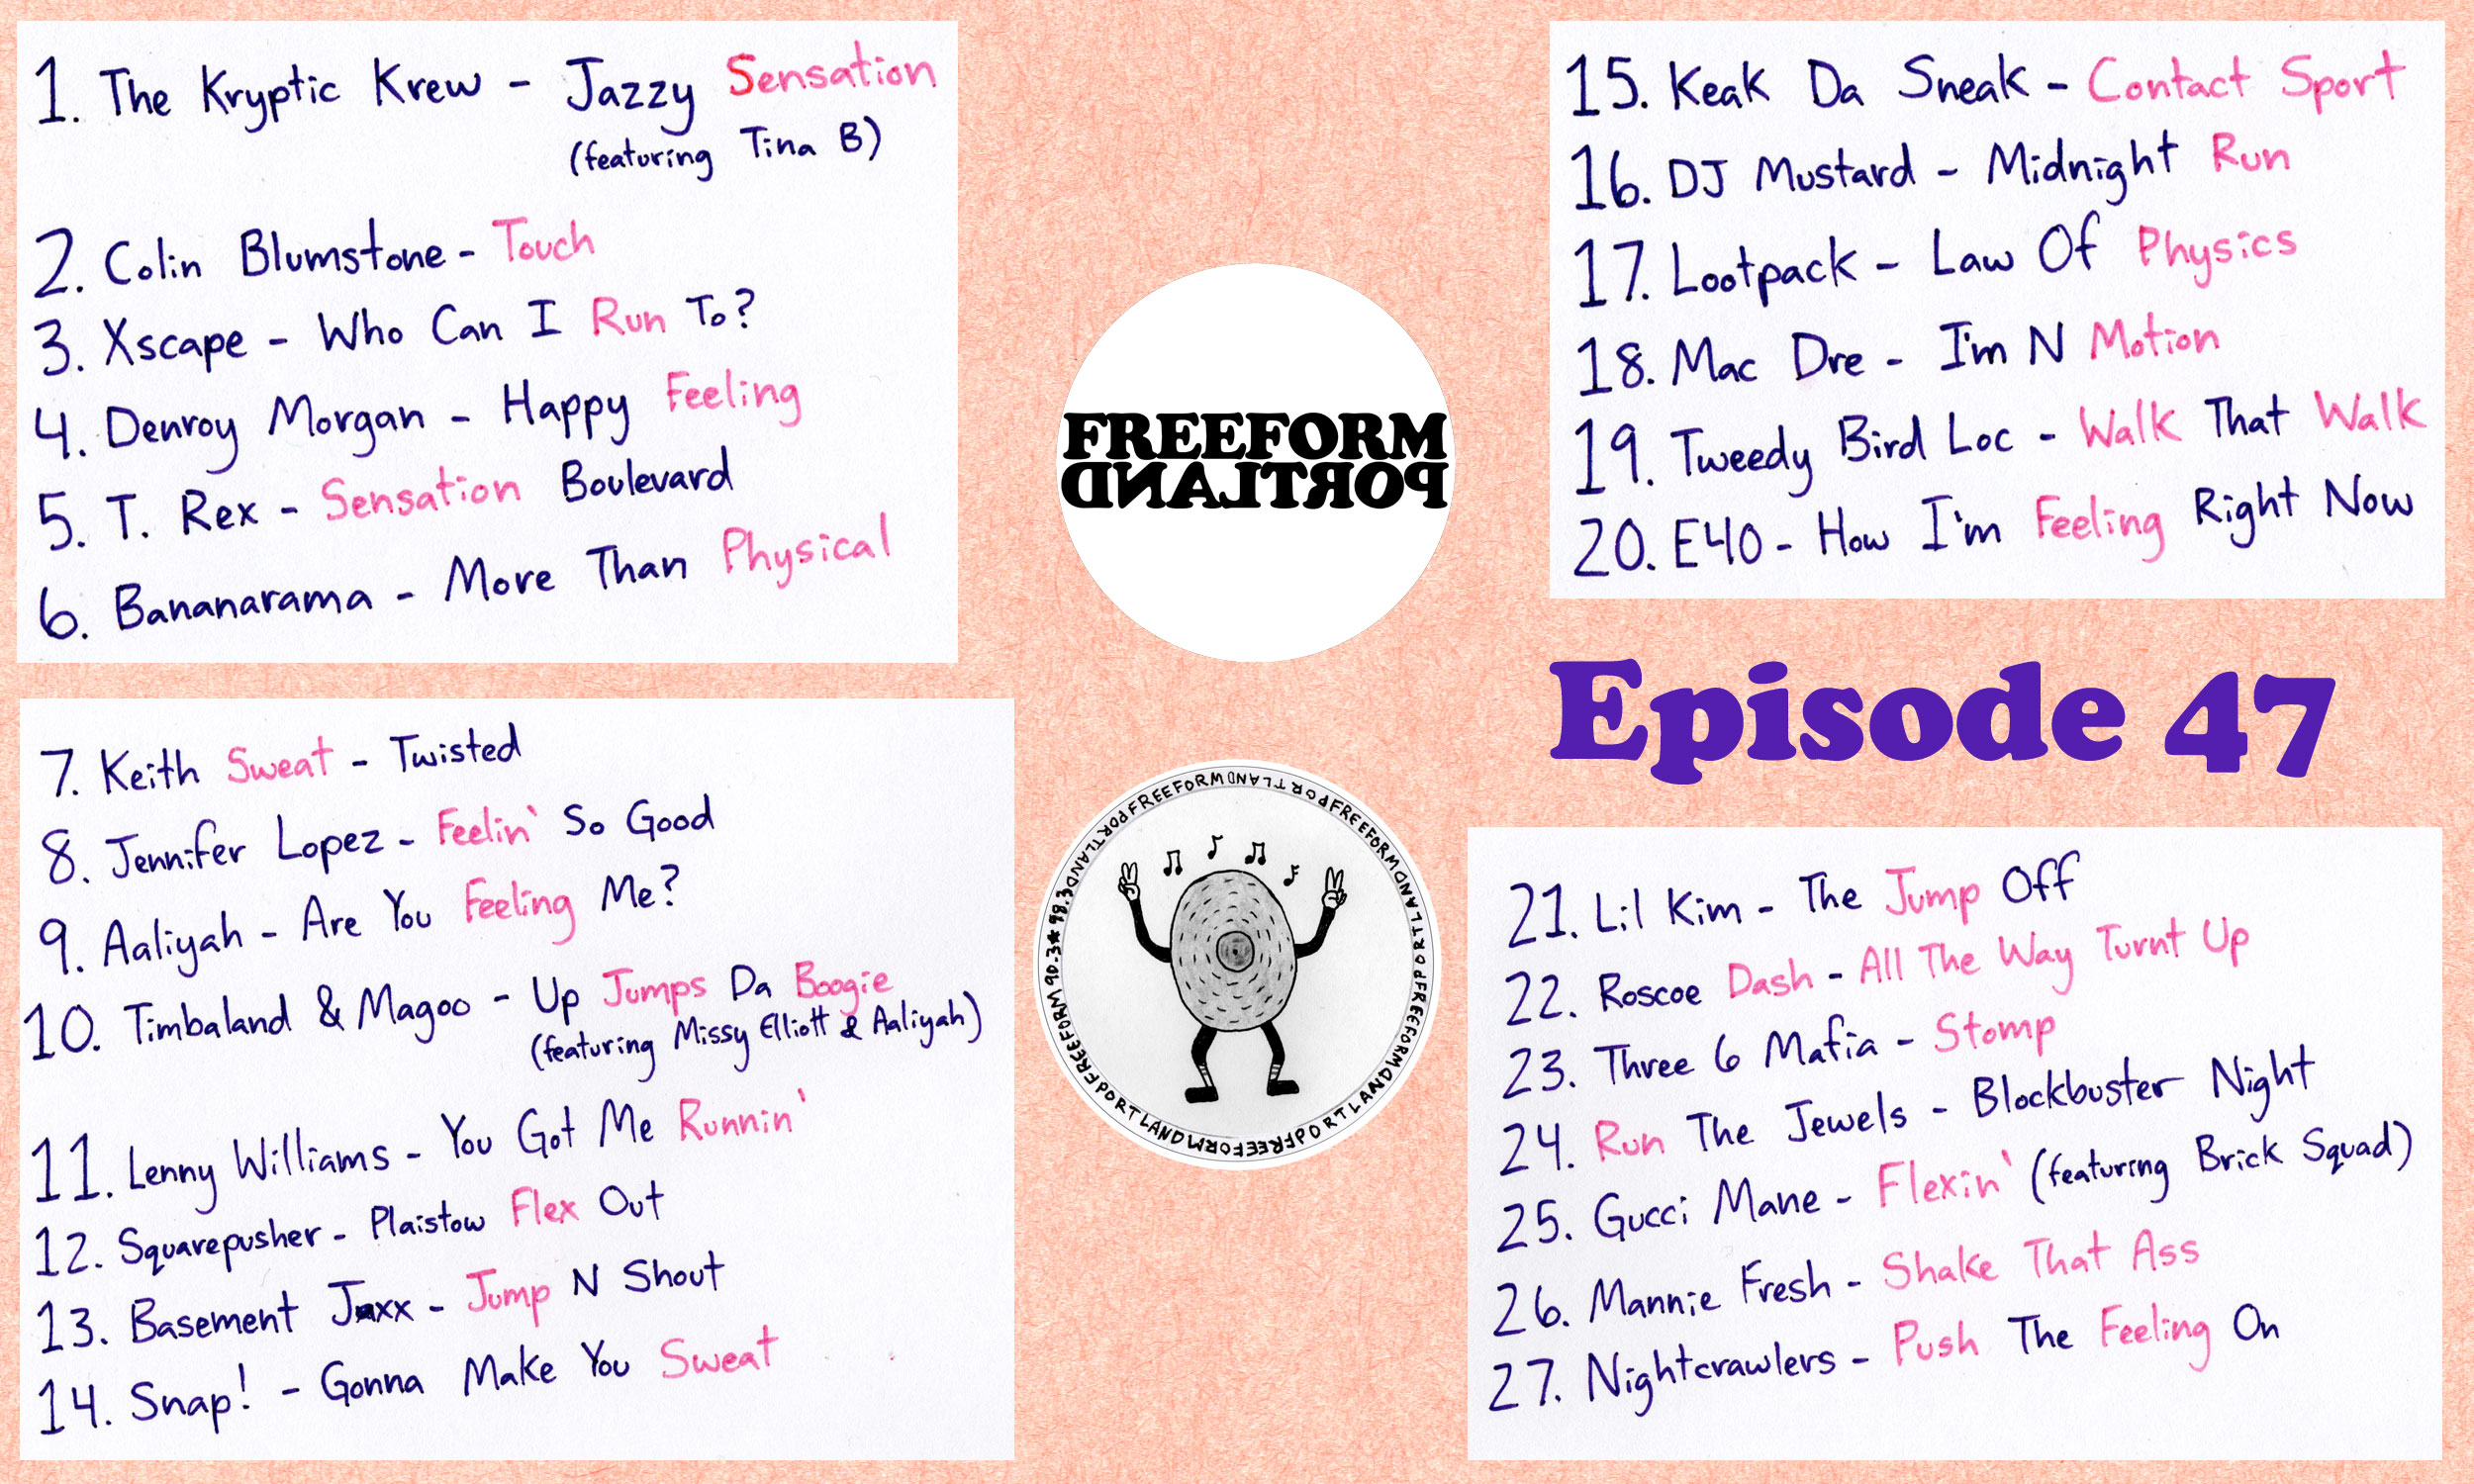 1. The Kryptic Krew - Jazzy Sensation
(featuring Tina B)
2. Colin Blumstone - Touch
3. Xscape - Who Can I Run To?
4. Denroy Morgan - Happy Feeling
5. T. Rex - Sensation Boulevard
6. Bananarama - More Than Physical
7. Keith Sweat - Twisted
8. Jennifer Lopez - Feelin' So Good
9. Aaliyah - Are You Feeling Me?
10. Timbaland & Magoo - Up Jumps Da Boogie
(featuring Missy Elliott & Aaliyah)
11. Lenny Williams - You Got Me Runnin'
12. Squarepusher - Plaistow Flex Out
13. Basement Jaxx - Jump N Shout
14. Snap! - Gonna Make You Sweat
FREEFORM
PORTLAND
FREEFORM PORTLAND FREEFORM PORTLAND FREEFORM PORTLAND FREEFORM PORTLAND FREEFORM 90.3 ★ 98.3
15. Keak Da Sneak - Contact Sport
16. DJ Mustard - Midnight Run
17. Lootpack - Law Of Physics
18. Mac Dre - I'm N Motion
19. Tweedy Bird Loc - Walk That Walk
20. E40 - How I'm Feeling Right Now
Episode 47
21. Lil Kim - The Jump Off
22. Roscoe Dash - All The Way Turnt Up
23. Three 6 Mafia - Stomp
24. Run The Jewels - Blockbuster Night
25. Gucci Mane - Flexin' (featuring Brick Squad)
26. Mannie Fresh - Shake That Ass
27. Nightcrawlers - Push The Feeling On